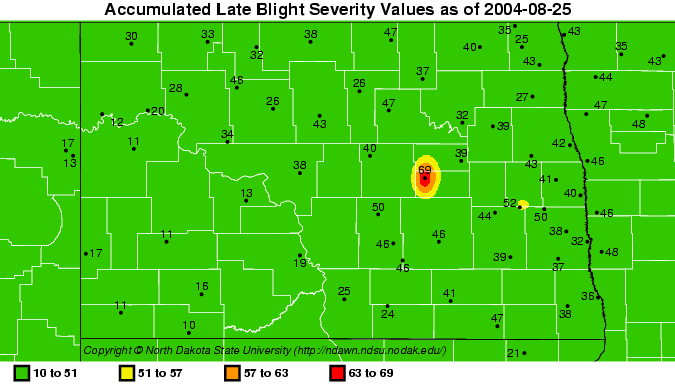 Accumulated Late Blight Severity Values as of 2004-08-25
35
30 33 38 47 43
32 40 25 35
43 43
37 44
28 46 26
27
12 20 26 43 47 32 47 48
39
17 11 34 42
13 40 39 43 46
38 69 41
13 40
50 44 52 50 46
38
11 46 46 32
17 19 46 39 37 48
16 25 36
11 24 41 38
10 47
21
Copyright © North Dakota State University (http://ndawn.ndsu.nodak.edu/)
10 to 51 51 to 57 57 to 63 63 to 69